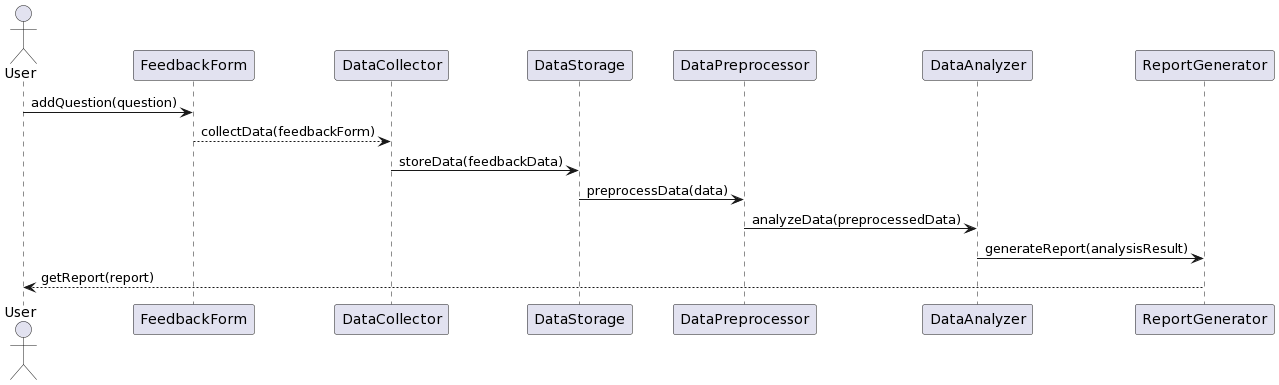 User
FeedbackForm
DataCollector
DataStorage
DataPreprocessor
DataAnalyzer
ReportGenerator
addQuestion(question)
collectData(feedbackForm)
storeData(feedbackData)
preprocessData(data)
analyzeData(preprocessedData)
generateReport(analysisResult)
getReport(report)
User
FeedbackForm
DataCollector
DataStorage
DataPreprocessor
DataAnalyzer
ReportGenerator